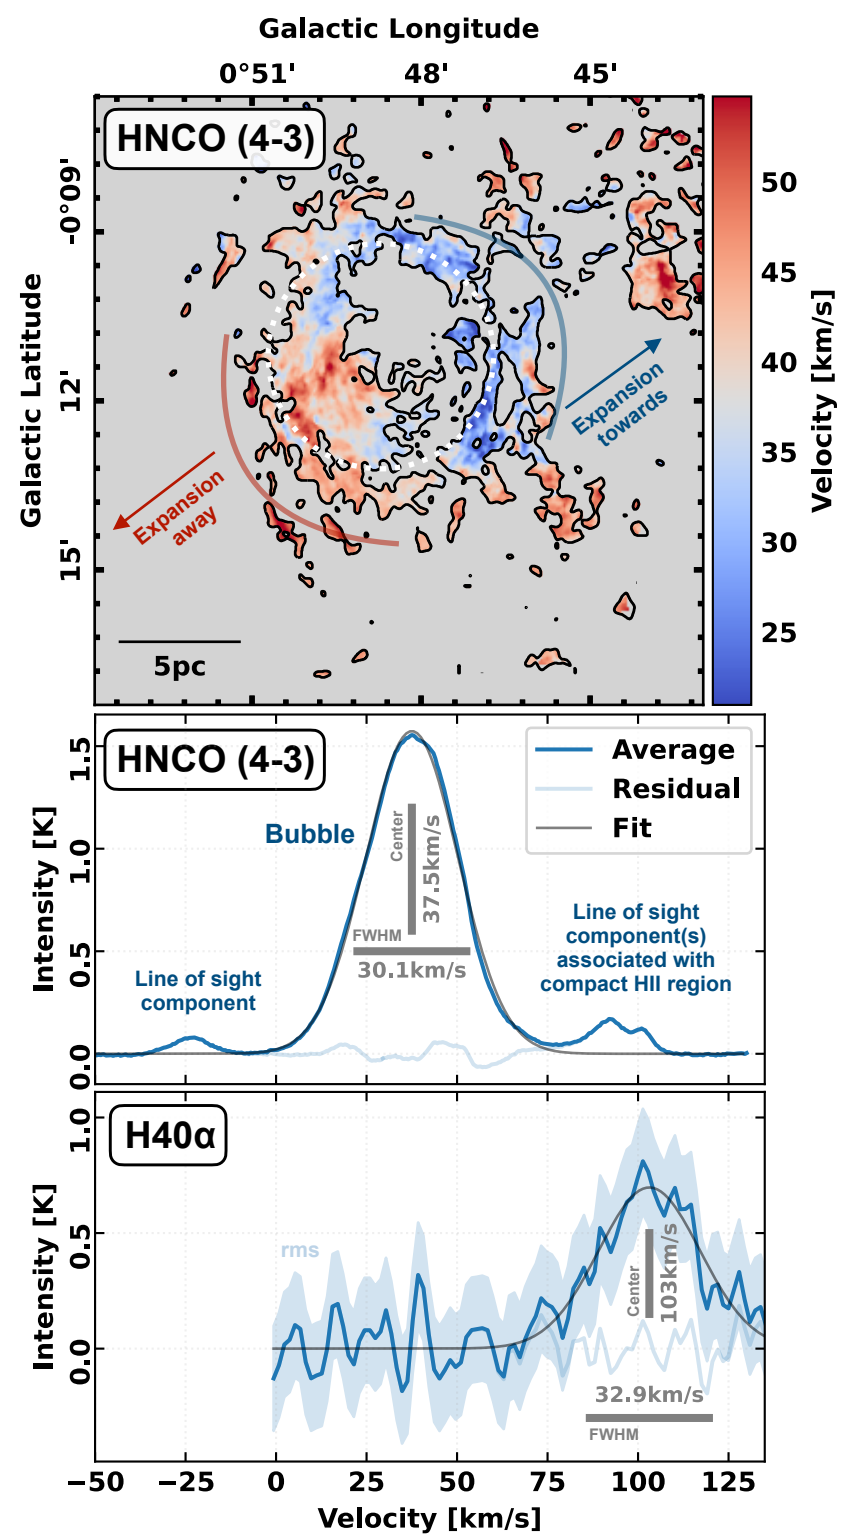 Galactic Longitude
0°51'
48'
45'
HNCO (4-3)
-0°09'
12'
15'
Galactic Latitude
Expansion
towards
Expansion
away
5pc
50
45
40
35
30
25
Velocity [km/s]
HNCO (4-3)
Average
Residual
Fit
Bubble
Center
37.5km/s
FWHM
30.1km/s
Line of sight
component
Line of sight
component(s)
associated with
compact HII region
1.5
1.0
0.5
0.0
Intensity [K]
H40α
rms
Center
103km/s
32.9km/s
FWHM
1.0
0.5
0.0
Intensity [K]
−50
−25
0
25
50
75
100
125
Velocity [km/s]